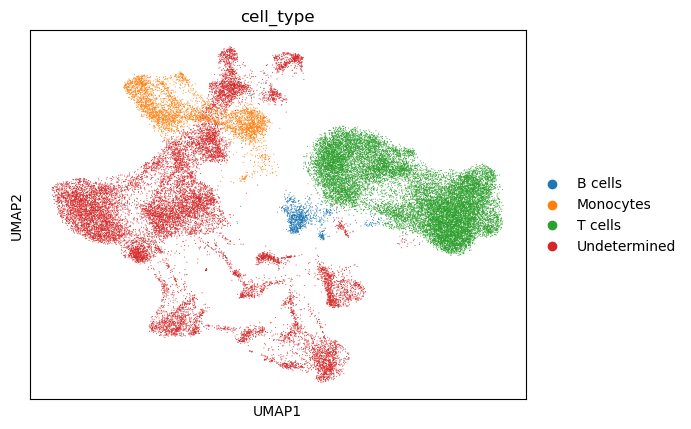 cell_type
UMAP2
B cells
Monocytes
T cells
Undetermined
UMAP1